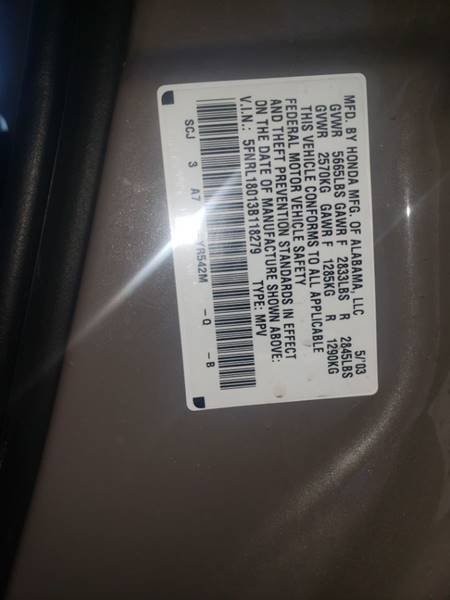 MFD. BY HONDA MFG. OF ALABAMA, LLC 5/'03
GVWR 5665LBS GAWR F 2833LBS R 2845LBS
GVWR 2570KG GAWR F 1285KG R 1290KG
THIS VEHICLE CONFORMS TO ALL APPLICABLE
FEDERAL MOTOR VEHICLE SAFETY
AND THEFT PREVENTION STANDARDS IN EFFECT
ON THE DATE OF MANUFACTURE SHOWN ABOVE:
V.I.N.: 5FNRL18013B118279 TYPE: MPV
SCJ 3 A7 YR542M -Q -B